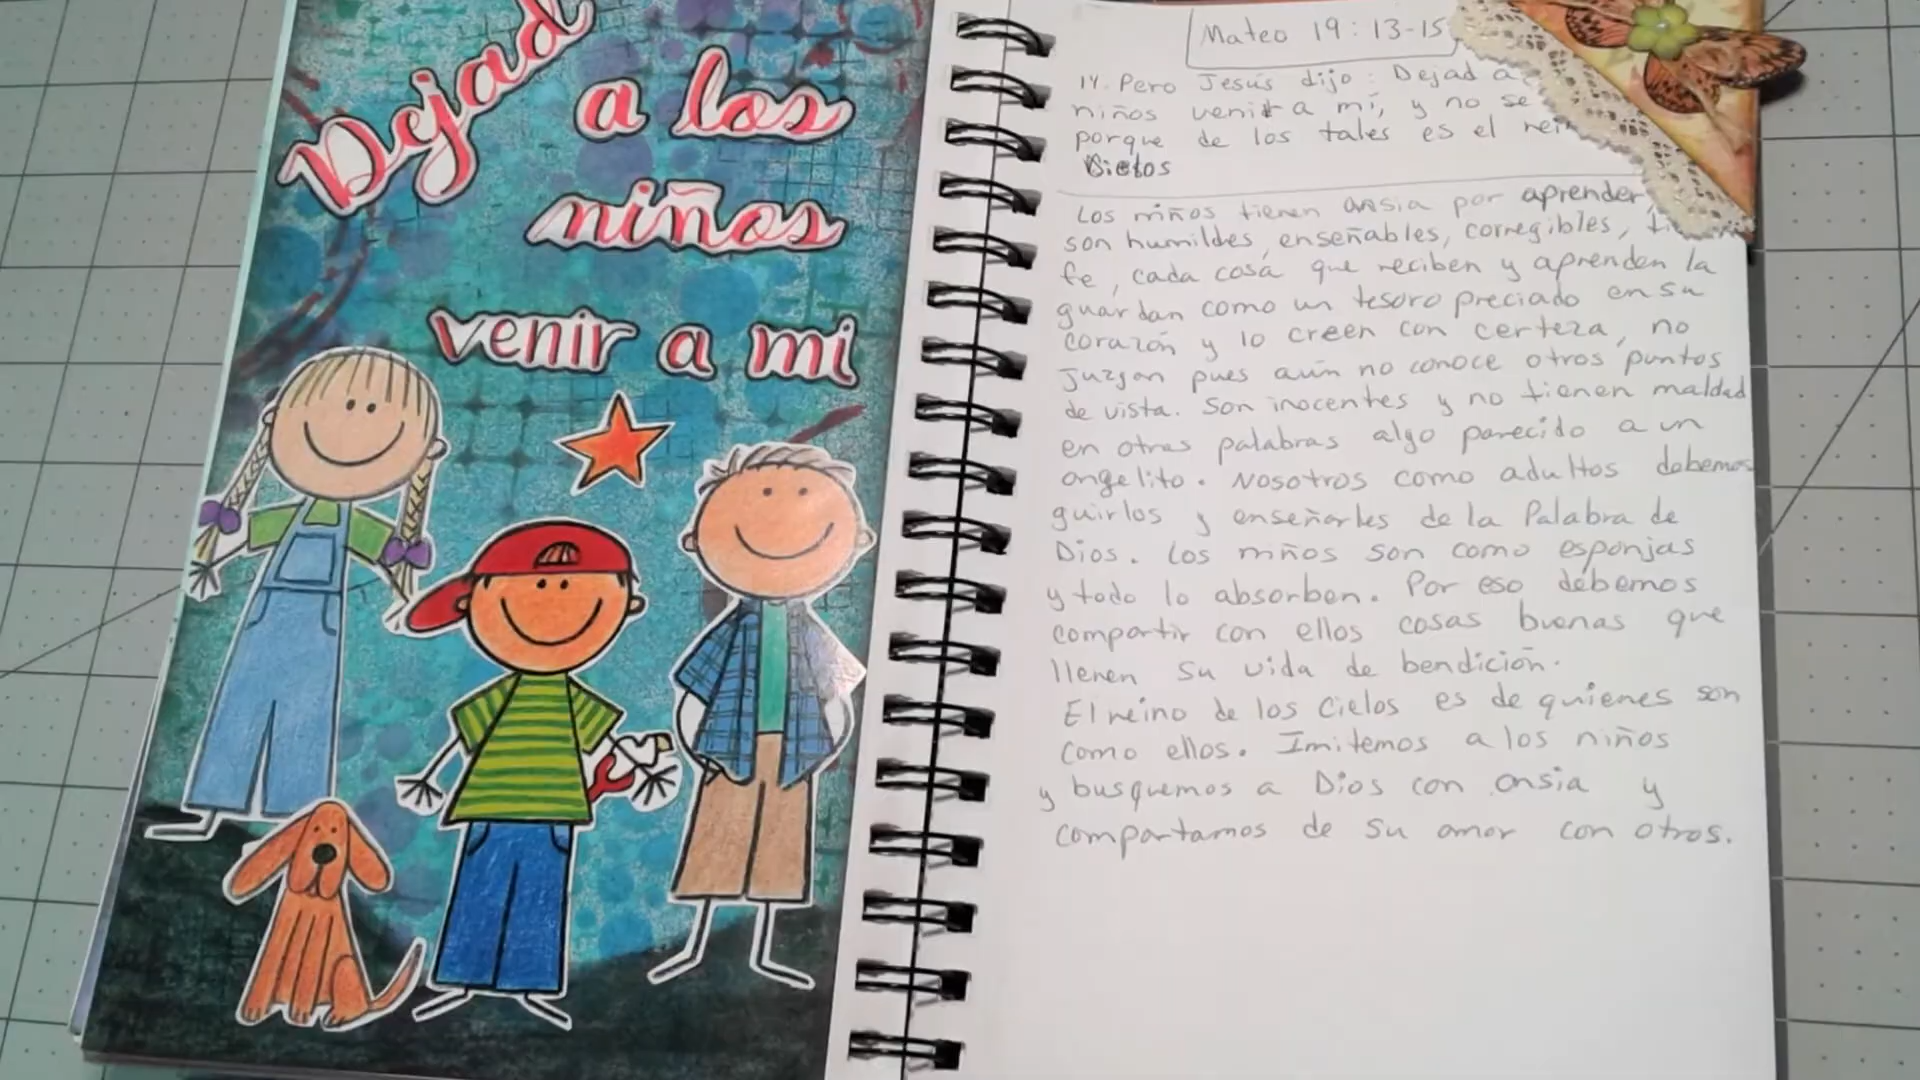 Dejad
a los
niños
venir a mi
Mateo 19:13-15
14. Pero Jesús dijo: Dejad a
niños venir a mí, y no se
porque de los tales es el rei
Los niños tienen ansia por aprender,
son humildes, enseñables, corregibles,
fe, cada cosa que reciben y aprenden la
guardan como un tesoro preciado en su
corazón y lo creen con certeza, no
juzgan pues aún no conoce otros puntos
de vista. Son inocentes y no tienen maldad
en otras palabras algo parecido a un
angelito. Nosotros como adultos debemos
guirlos y enseñarles de la Palabra de
Dios. Los niños son como esponjas
y todo lo absorben. Por eso debemos
compartir con ellos cosas buenas que
llenen su vida de bendición.
El reino de los Cielos es de quienes son
como ellos. Imitemos a los niños
y busquemos a Dios con ansia y
compartamos de su amor con otros.